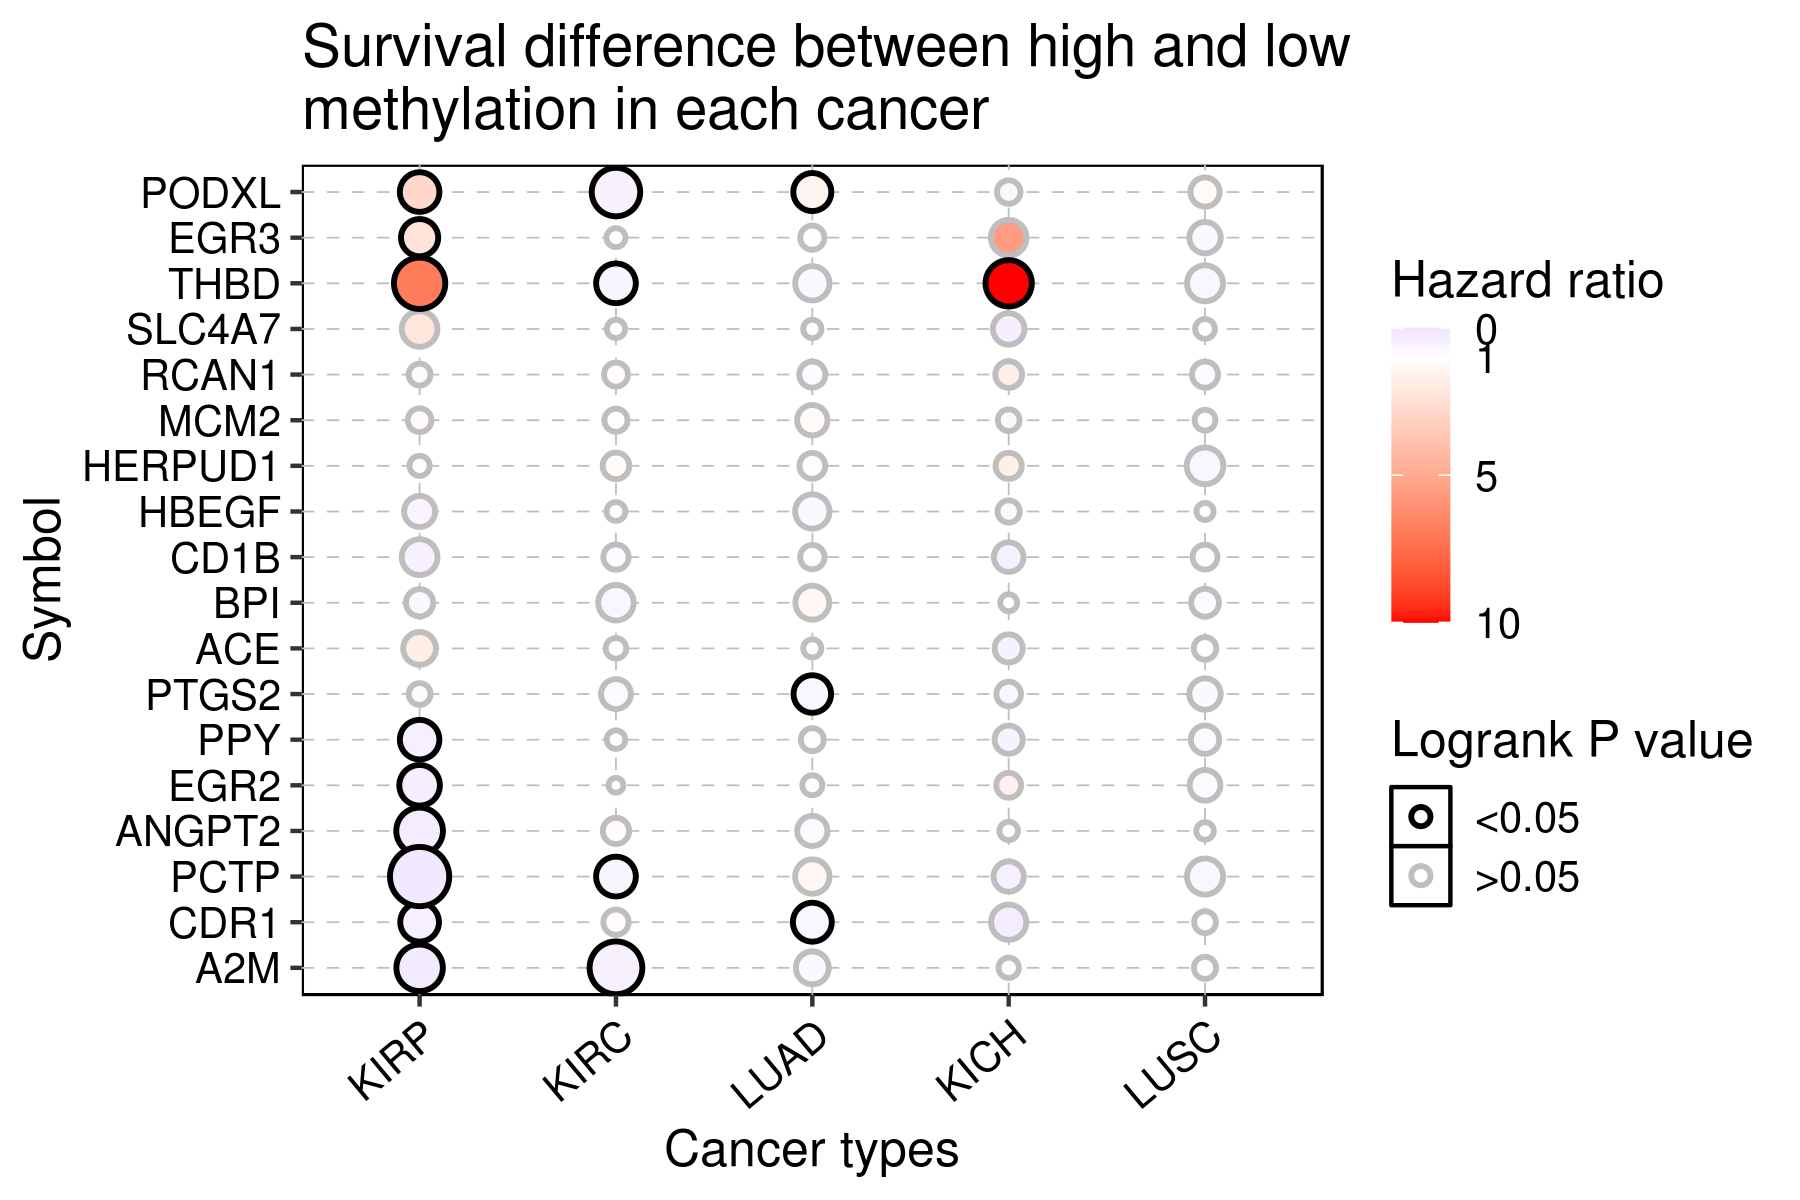 Survival difference between high and low
methylation in each cancer
Symbol
PODXL
EGR3
THBD
SLC4A7
RCAN1
MCM2
HERPUD1
HBEGF
CD1B
BPI
ACE
PTGS2
PPY
EGR2
ANGPT2
PCTP
CDR1
A2M
KIRP
KIRC
LUAD
KICH
LUSC
Cancer types
Hazard ratio
0
1
5
10
Logrank P value
<0.05
>0.05